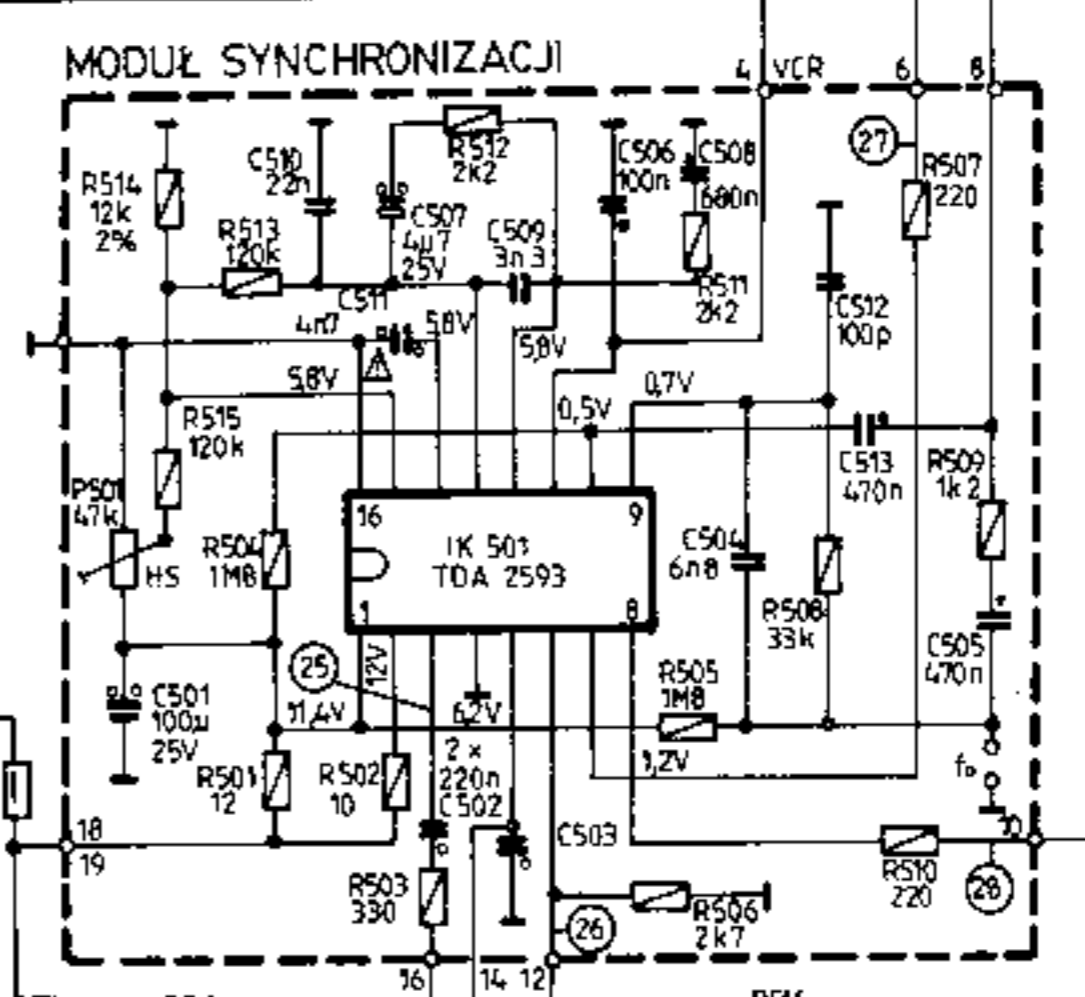 MODUŁ SYNCHRONIZACJI
4 VCR
6
8
27
R514
12k
2%
C510
22n
R512
2k2
C506
100n
C508
680n
R507
220
R513
120k
C507
4µ7
25V
C509
3n3
R511
2k2
C511
4n7
5,8V
5,8V
C512
100p
5,8V
0,7V
0,5V
R515
120k
C513
470n
R509
1k2
P501
47k
HS
R504
1M8
16
9
IK 501
TDA 2593
1
8
C504
6n8
R508
33k
C505
470n
25
12V
R505
1M8
C501
100µ
25V
11,4V
6,2V
1,2V
R501
12
R502
10
2 x
220n
C502
C503
fo
10
18
19
R503
330
R506
2k7
26
R510
220
28
16
14
12